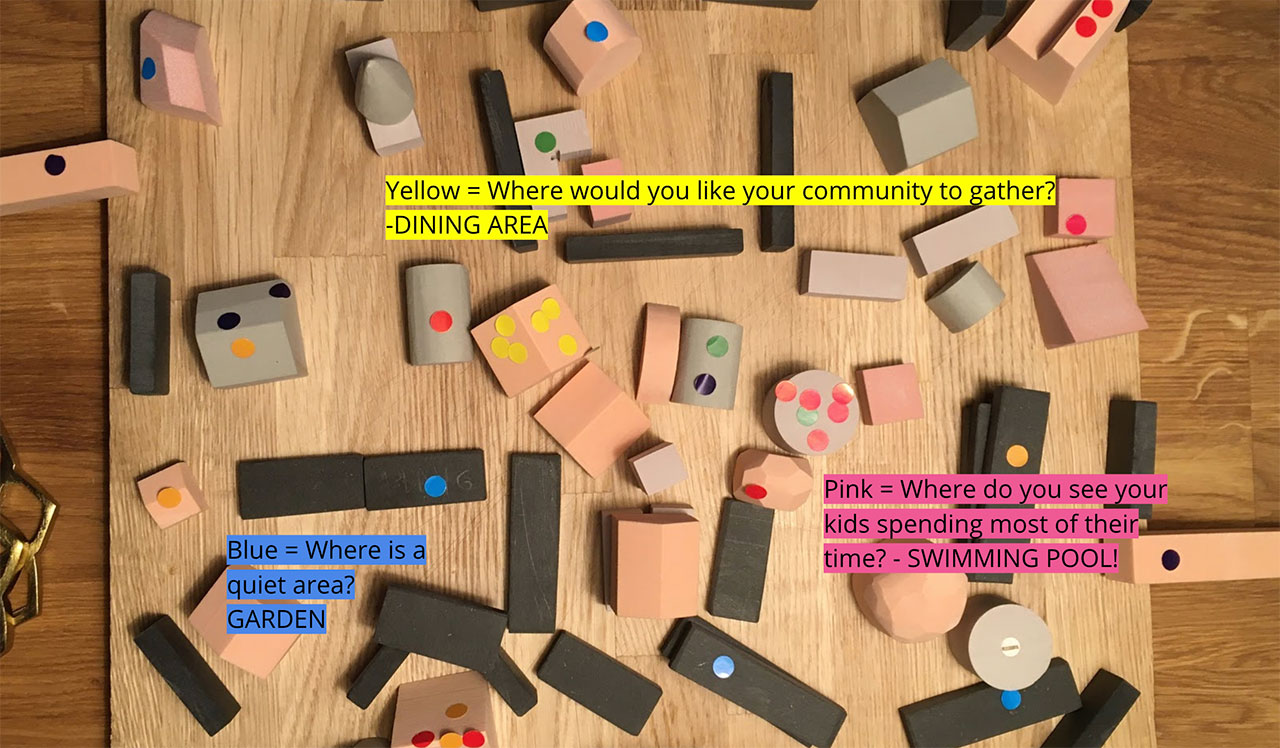 Yellow = Where would you like your community to gather?
-DINING AREA
Pink = Where do you see your
kids spending most of their
time? - SWIMMING POOL!
Blue = Where is a
quiet area?
GARDEN